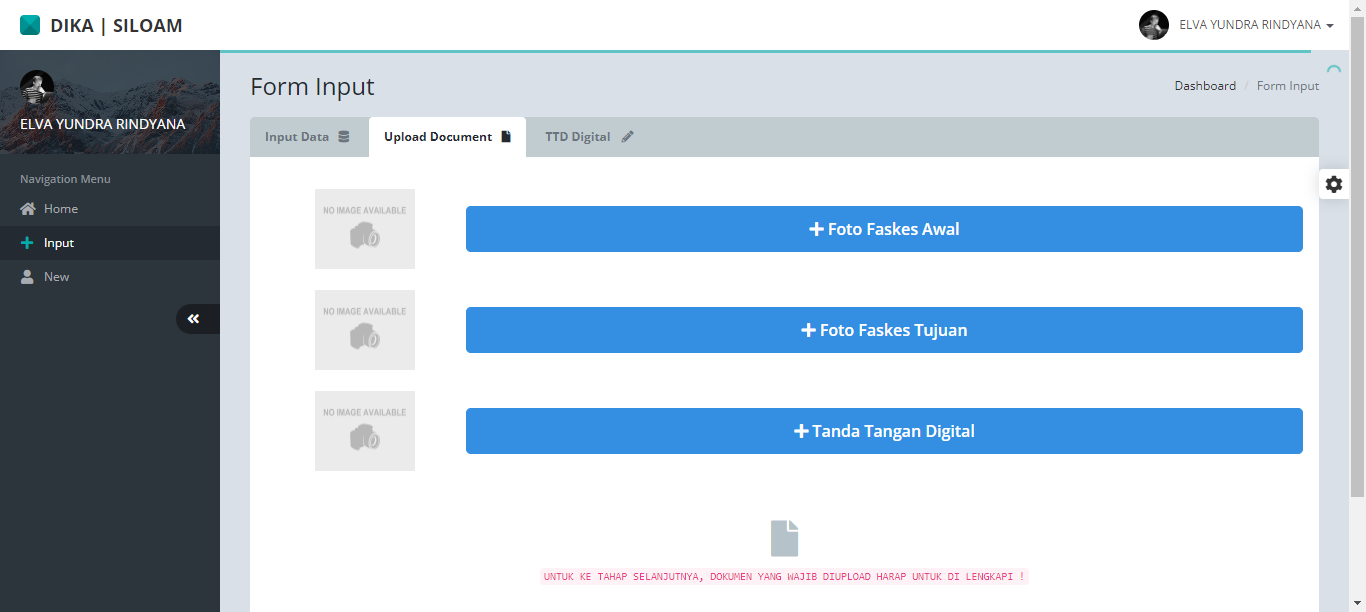 DIKA | SILOAM
ELVA YUNDRA RINDYANA
ELVA YUNDRA RINDYANA
Navigation Menu
Home
Input
New
Form Input
Dashboard / Form Input
Input Data
Upload Document
TTD Digital
NO IMAGE AVAILABLE
Foto Faskes Awal
NO IMAGE AVAILABLE
Foto Faskes Tujuan
NO IMAGE AVAILABLE
Tanda Tangan Digital
UNTUK KE TAHAP SELANJUTNYA, DOKUMEN YANG WAJIB DIUPLOAD HARAP UNTUK DI LENGKAPI !